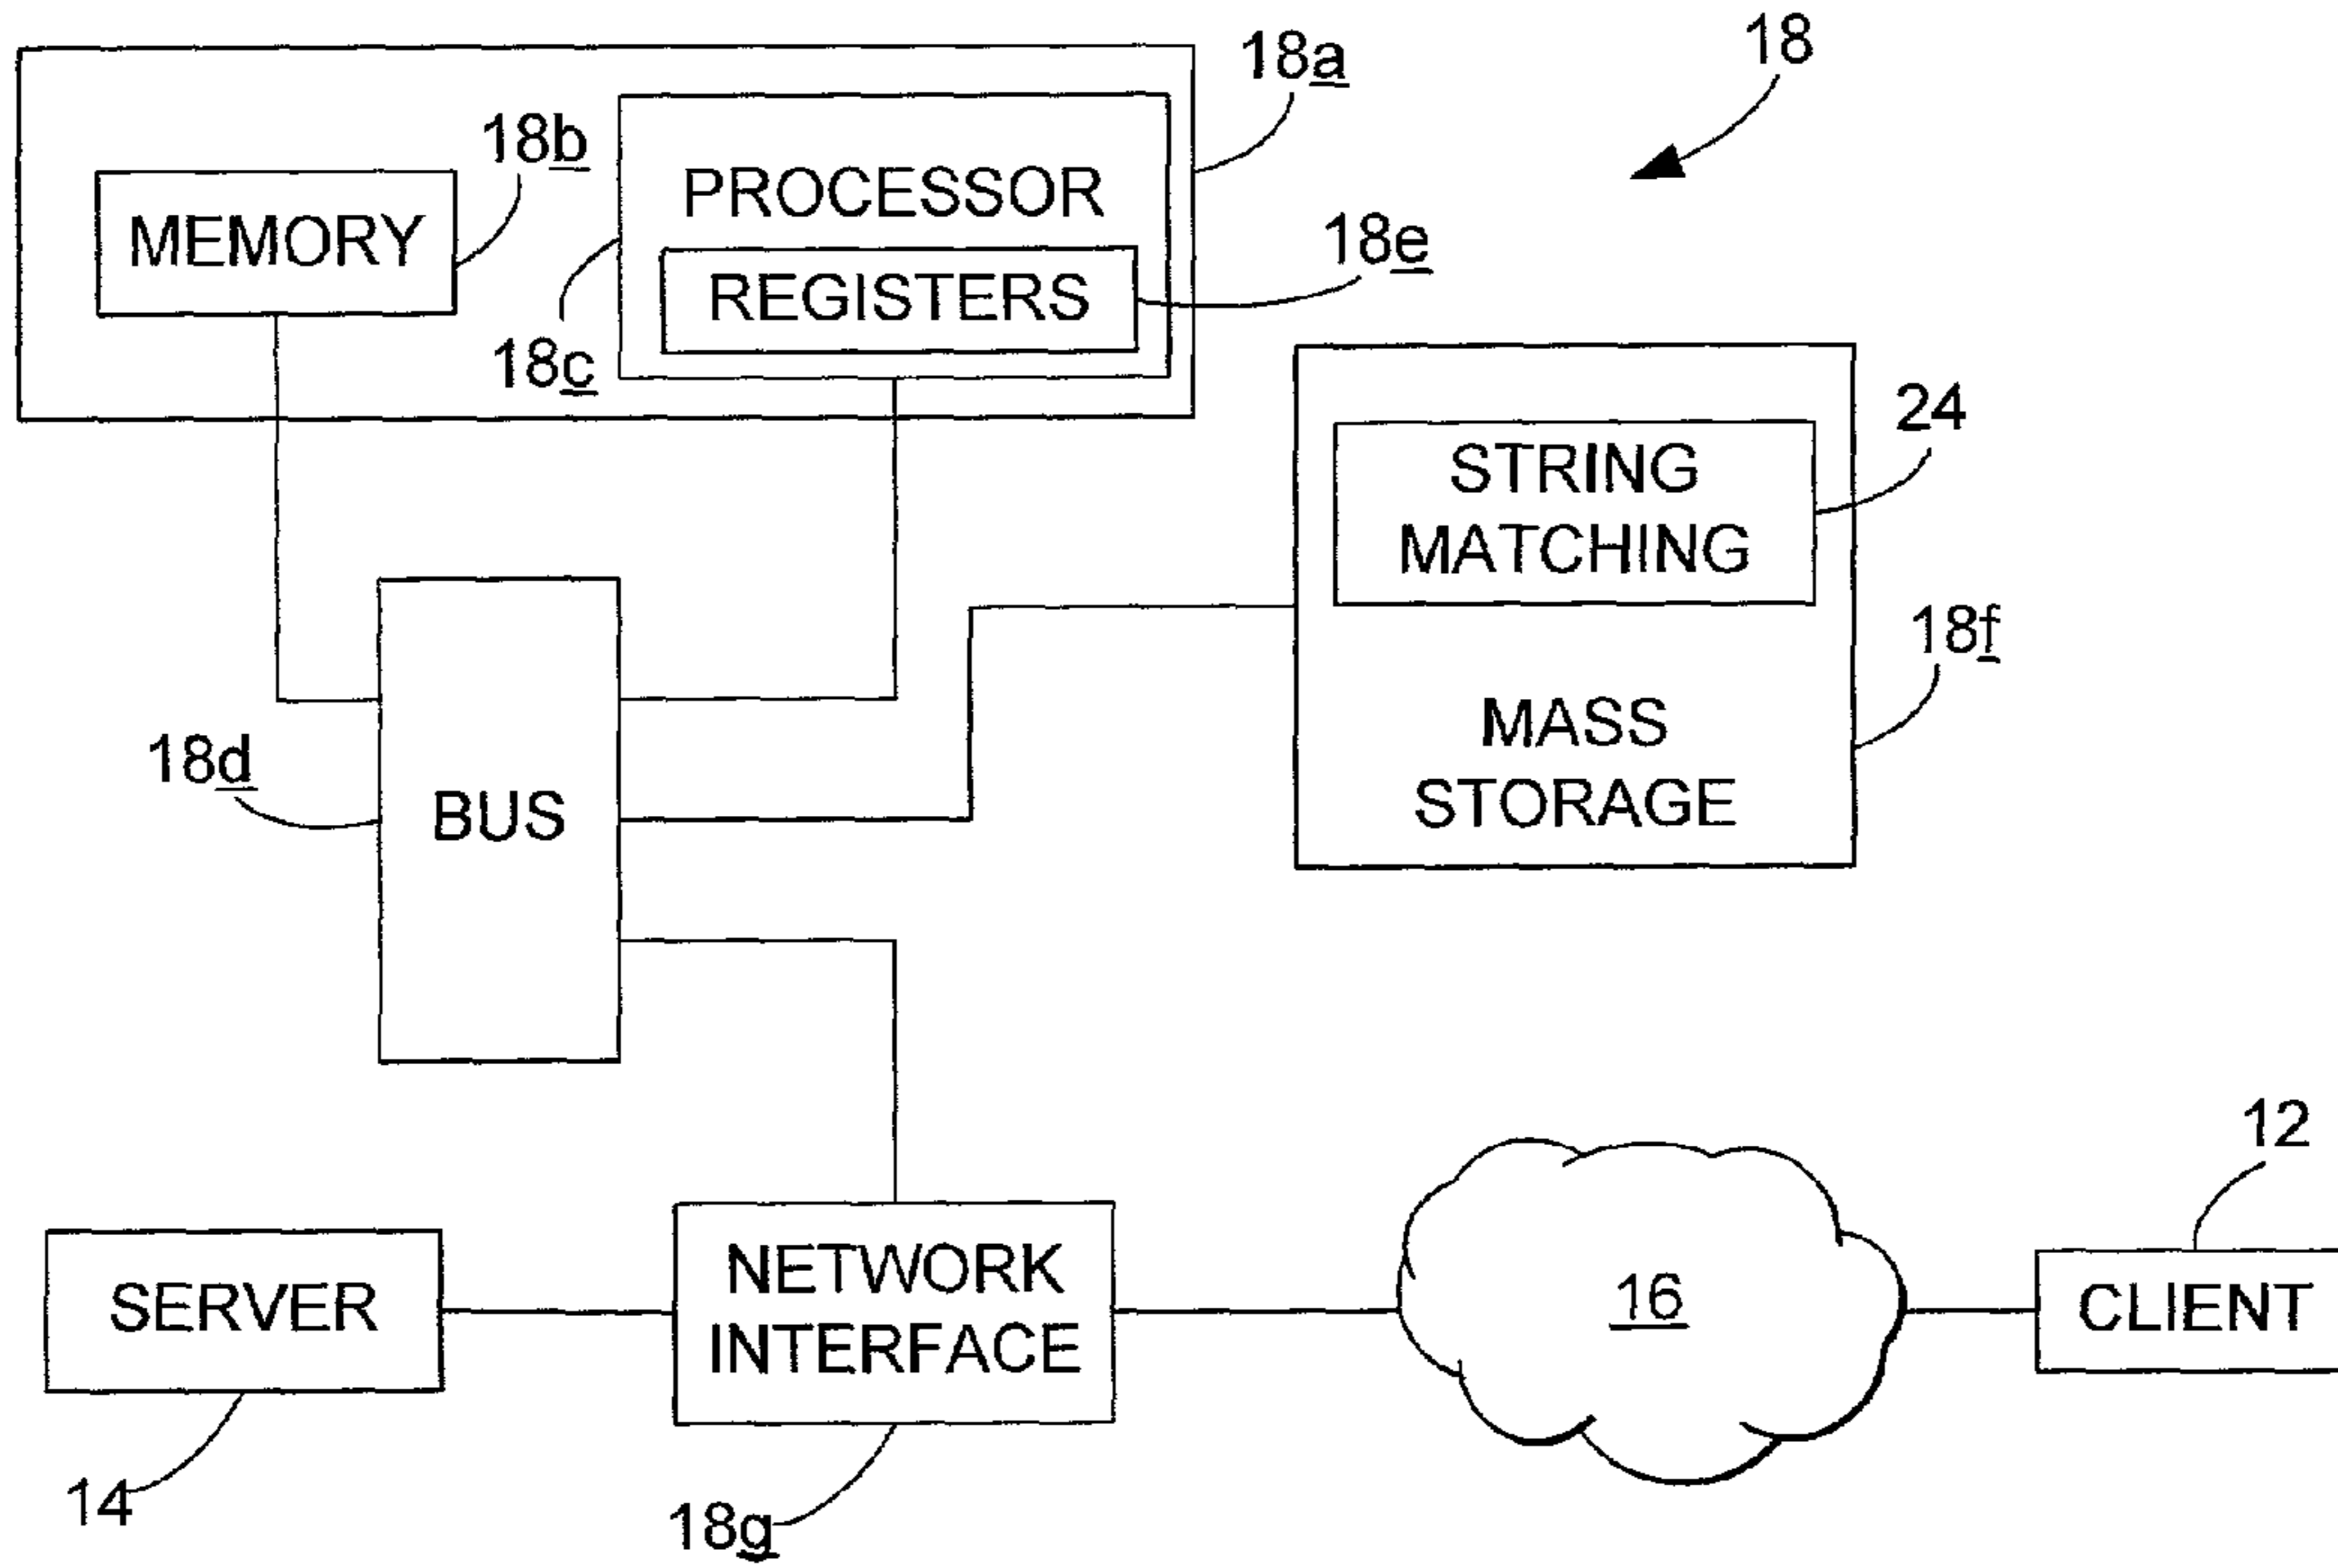 18
18a
18b
PROCESSOR
MEMORY
18e
REGISTERS
18c
24
STRING
MATCHING
18f
MASS
STORAGE
18d
BUS
12
NETWORK
INTERFACE
SERVER
16
CLIENT
14
18g